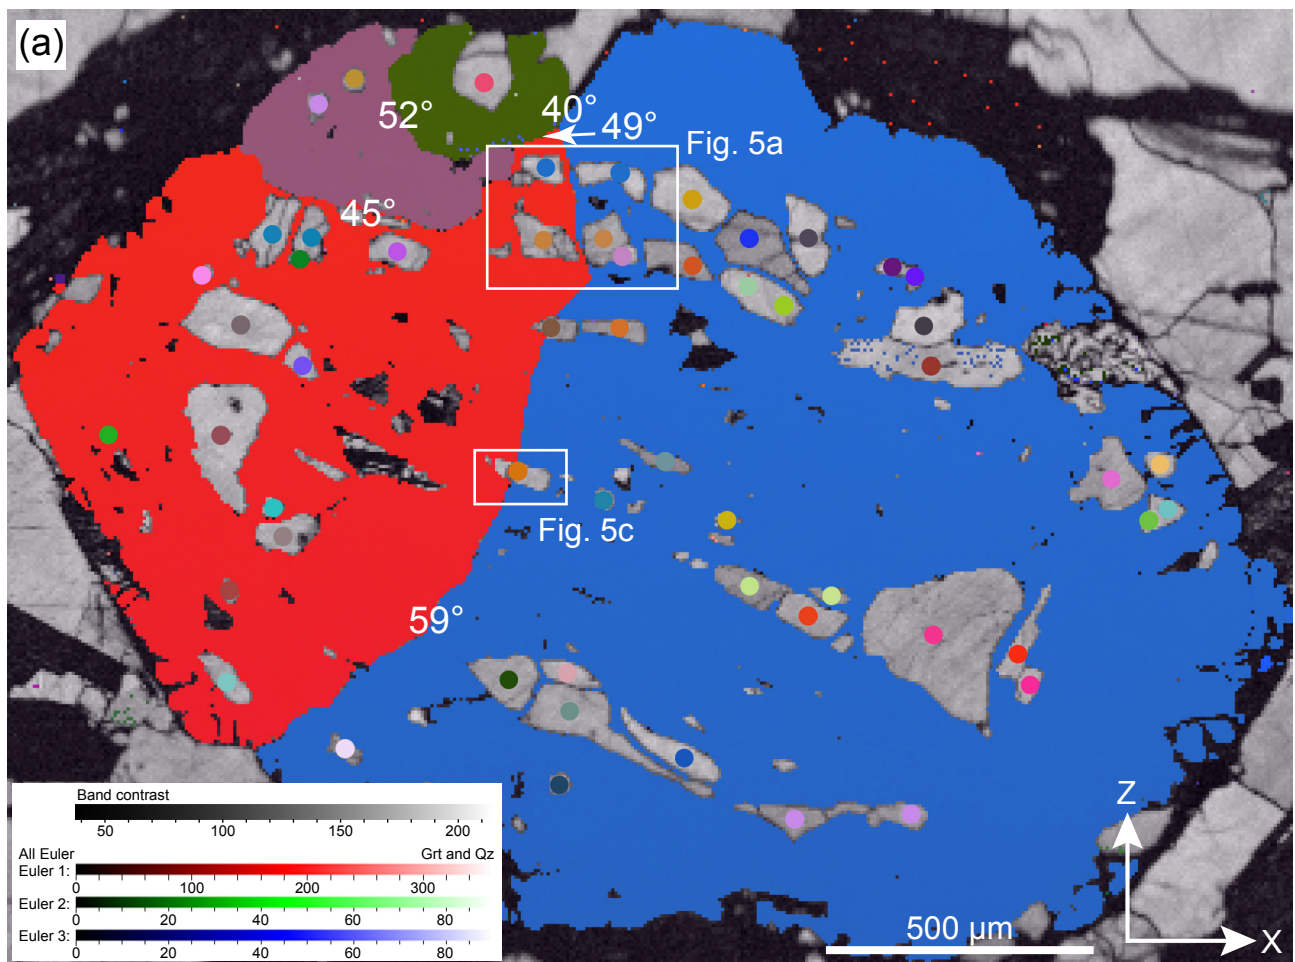 (a)
52°
40°
49°
Fig. 5a
45°
Fig. 5c
59°
Band contrast
50 100 150 200
All Euler Grt and Qz
Euler 1:
0 100 200 300
Euler 2:
0 20 40 60 80
Euler 3:
0 20 40 60 80
500 µm
Z
X